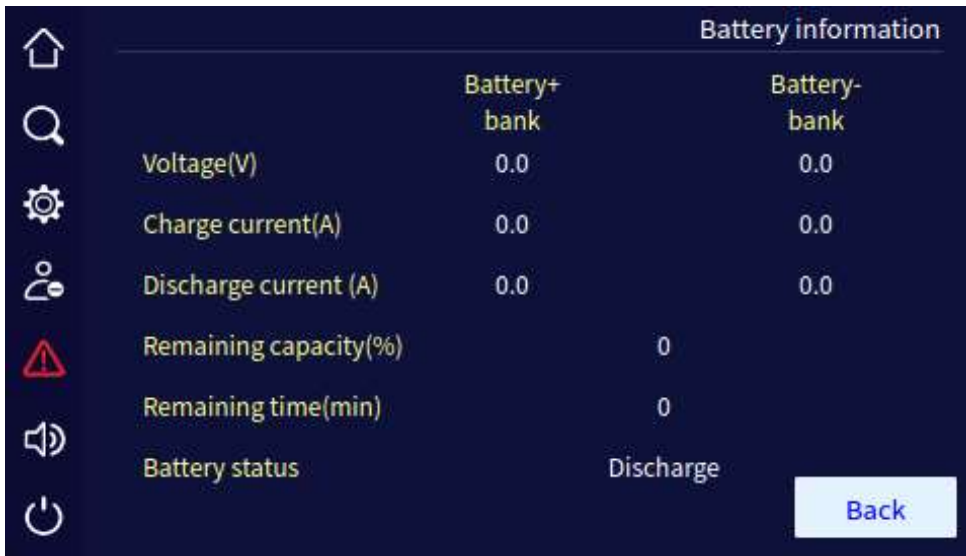 Battery information
Battery+ Battery-
bank bank
Voltage(V) 0.0 0.0
Charge current(A) 0.0 0.0
Discharge current (A) 0.0 0.0
Remaining capacity(%) 0
Remaining time(min) 0
Battery status Discharge
Back